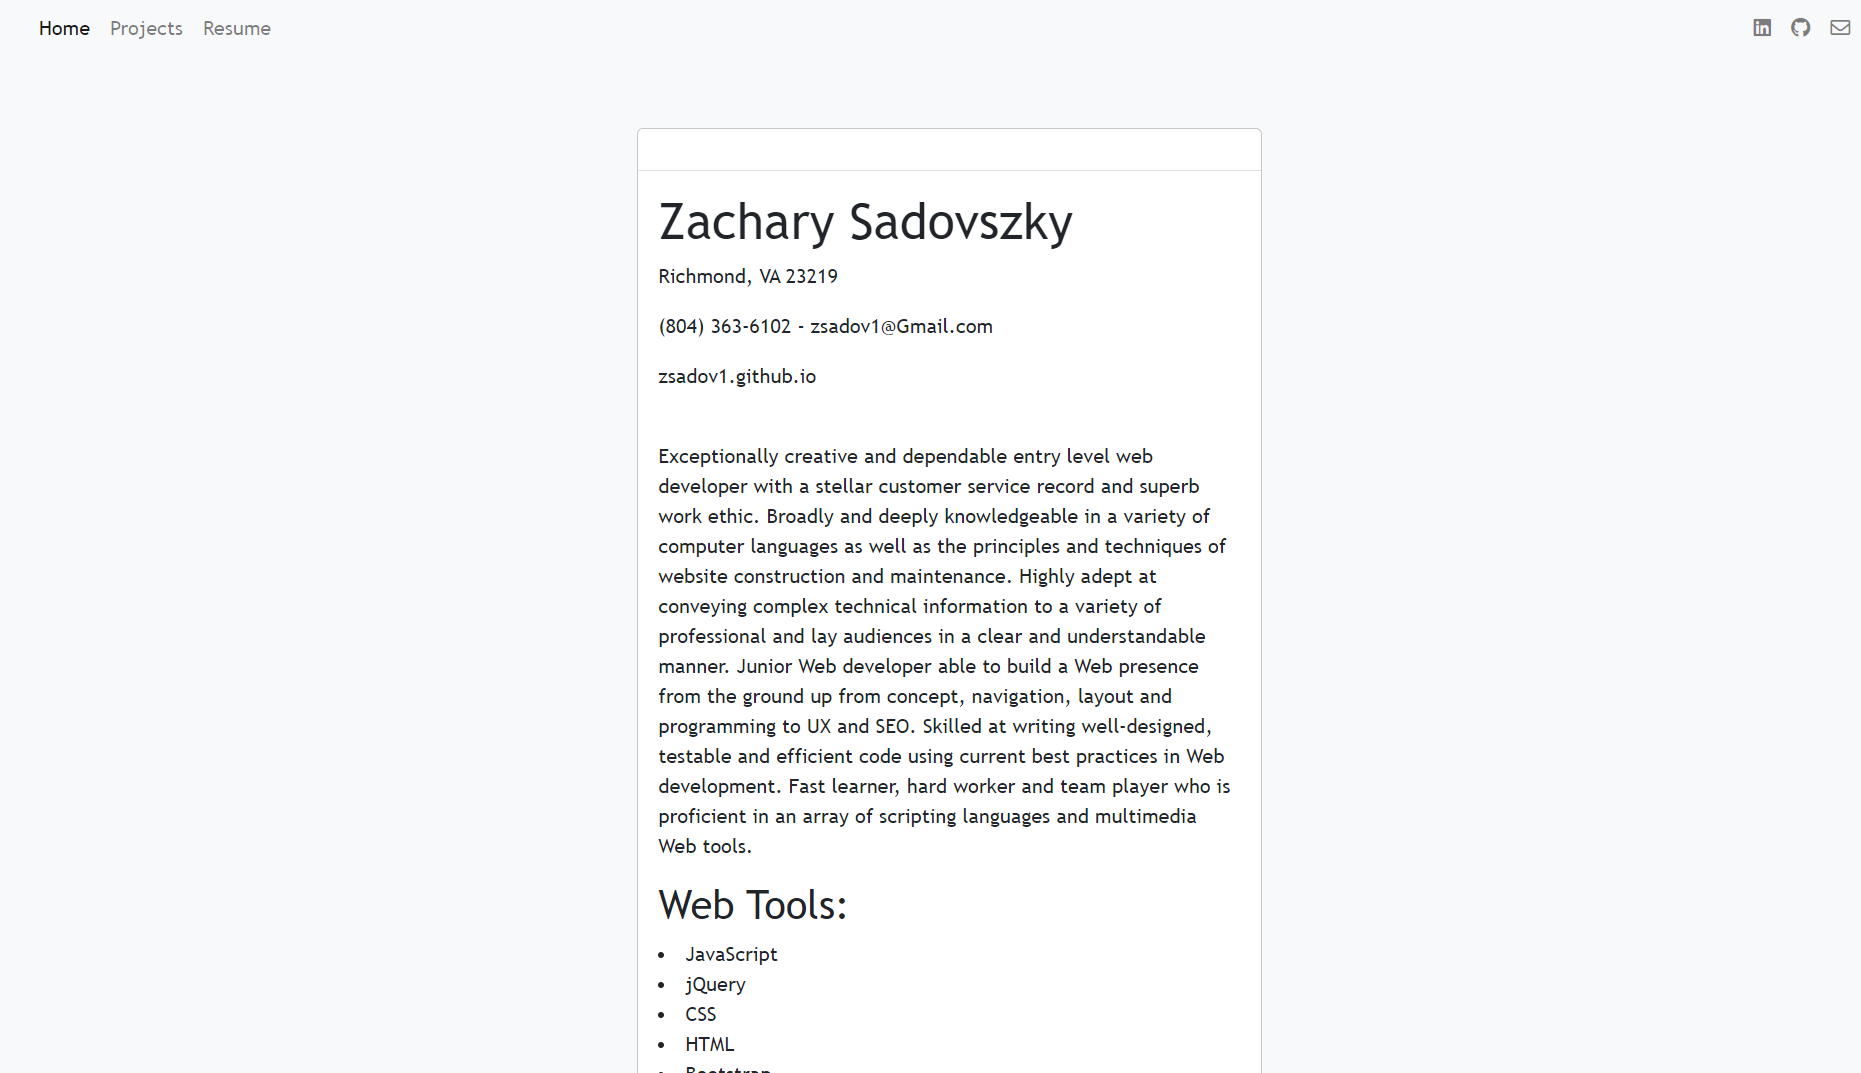 Home Projects Resume
Zachary Sadovszky
Richmond, VA 23219
(804) 363-6102 - zsadov1@Gmail.com
zsadov1.github.io
Exceptionally creative and dependable entry level web
developer with a stellar customer service record and superb
work ethic. Broadly and deeply knowledgeable in a variety of
computer languages as well as the principles and techniques of
website construction and maintenance. Highly adept at
conveying complex technical information to a variety of
professional and lay audiences in a clear and understandable
manner. Junior Web developer able to build a Web presence
from the ground up from concept, navigation, layout and
programming to UX and SEO. Skilled at writing well-designed,
testable and efficient code using current best practices in Web
development. Fast learner, hard worker and team player who is
proficient in an array of scripting languages and multimedia
Web tools.
Web Tools:
• JavaScript
• jQuery
• CSS
• HTML
• Bootstrap